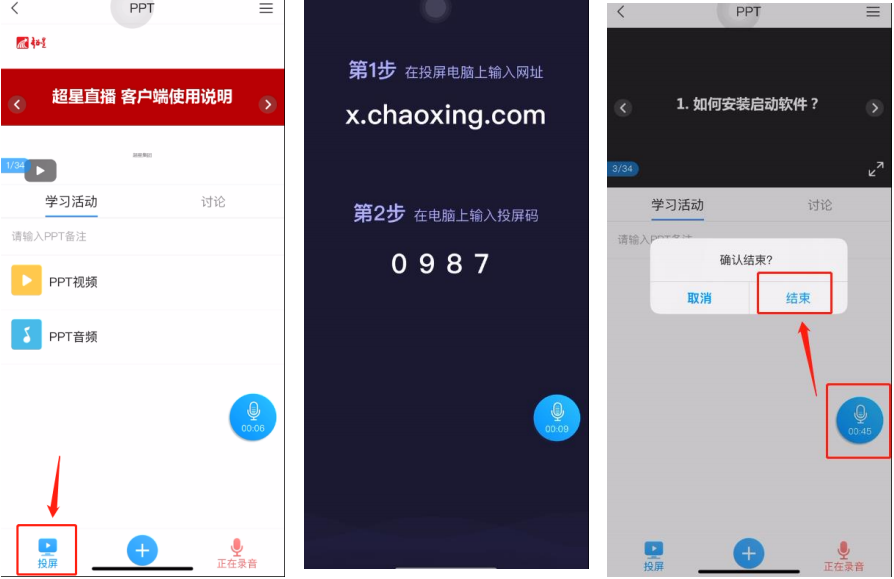 PPT
超星直播 客户端使用说明
1/34
学习活动
讨论
请输入PPT备注
PPT视频
PPT音频
00:06
投屏
正在录音
第1步 在投屏电脑上输入网址
x.chaoxing.com
第2步 在电脑上输入投屏码
0 9 8 7
00:09
PPT
1. 如何安装启动软件？
3/34
学习活动
讨论
请输入PPT备注
确认结束?
取消
结束
00:45
投屏
正在录音